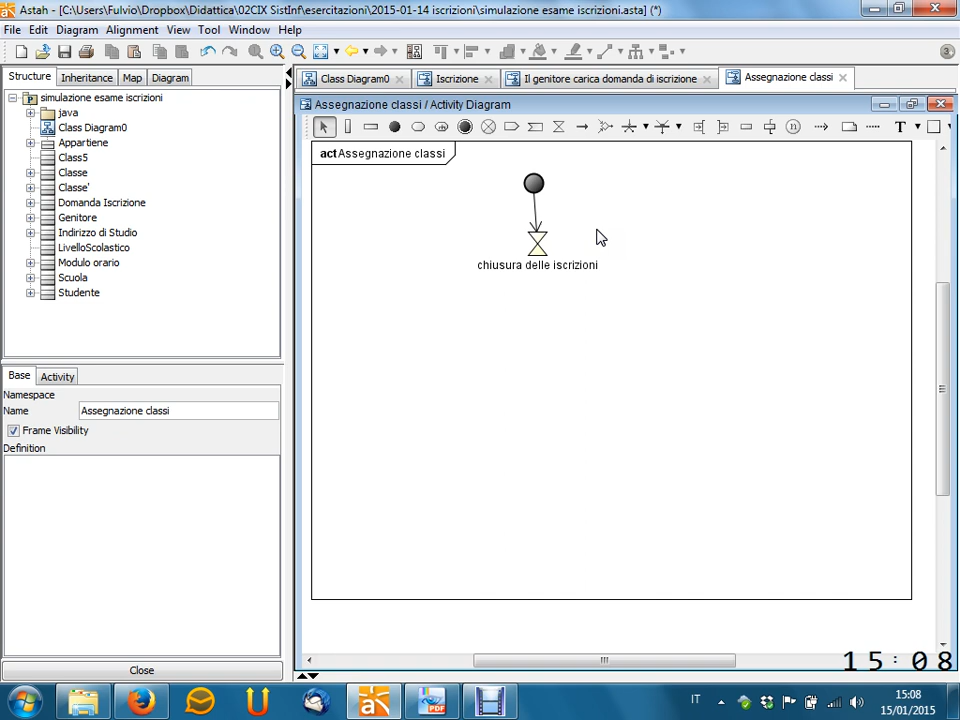 Astah - [C:\Users\Fulvio\Dropbox\Didattica\02CIX SistInf\esercitazioni\2015-01-14 iscrizioni\simulazione esame iscrizioni.asta] (*)
File Edit Diagram Alignment View Tool Window Help
3
Structure Inheritance Map Diagram
Class Diagram0 Iscrizione Il genitore carica domanda di iscrizione Assegnazione classi
simulazione esame iscrizioni
java
Class Diagram0
Appartiene
Class5
Classe
Classe'
Domanda Iscrizione
Genitore
Indirizzo di Studio
LivelloScolastico
Modulo orario
Scuola
Studente
Assegnazione classi / Activity Diagram
T
act Assegnazione classi
chiusura delle iscrizioni
Base Activity
Namespace
Name Assegnazione classi
Frame Visibility
Definition
Close
15:08
PDF
IT
15:08
15/01/2015